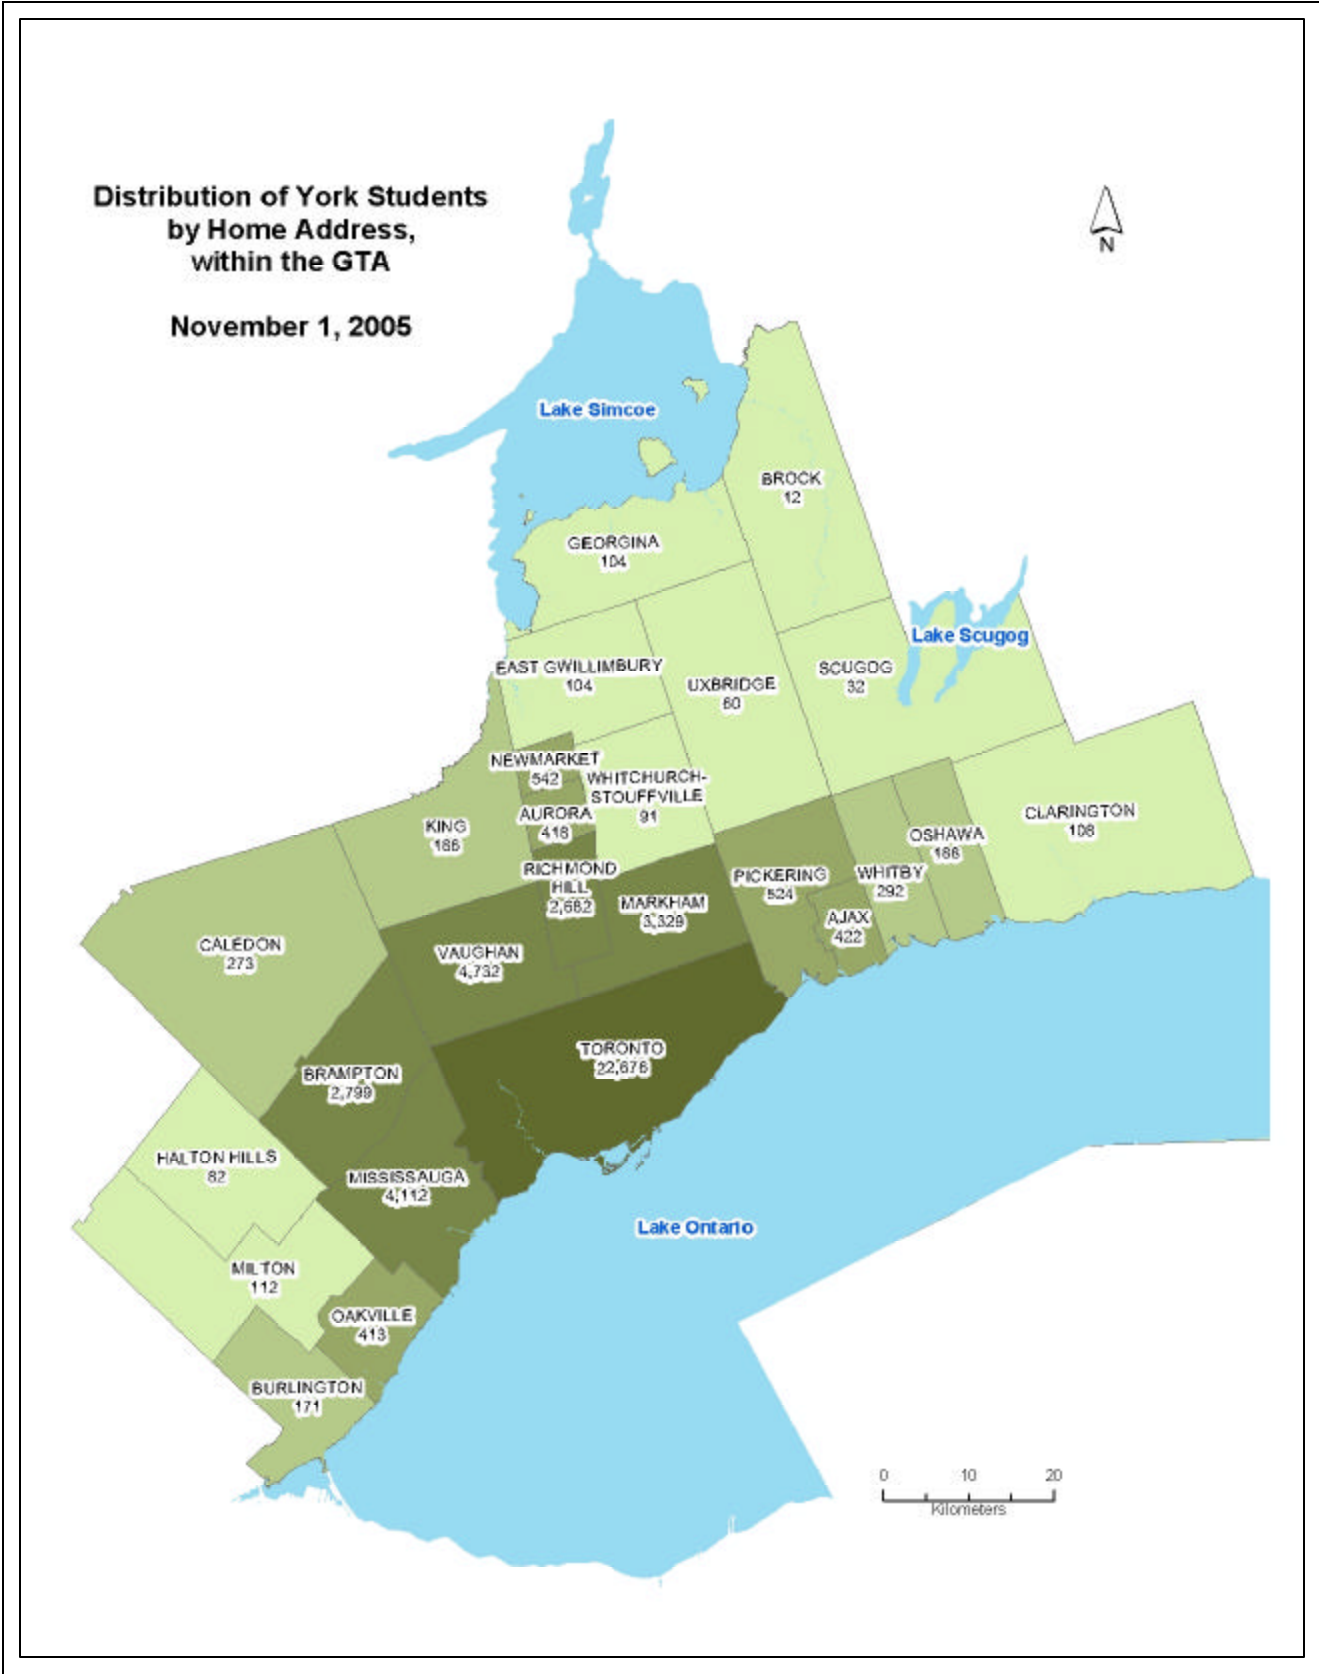 Distribution of York Students
by Home Address,
within the GTA
November 1, 2005
N
Lake Simcoe
BROCK
12
GEORGINA
104
Lake Scugog
EAST GWILLIMBURY
104
UXBRIDGE
60
SCUGOG
32
NEWMARKET
542
WHITCHURCH-
STOUFFVILLE
91
AURORA
418
KING
166
CLARINGTON
108
OSHAWA
188
RICHMOND
HILL
2,682
PICKERING
524
WHITBY
292
MARKHAM
3,329
AJAX
422
CALEDON
273
VAUGHAN
4,732
TORONTO
22,676
BRAMPTON
2,799
HALTON HILLS
82
MISSISSAUGA
4,112
Lake Ontario
MILTON
112
OAKVILLE
413
BURLINGTON
171
0 10 20
Kilometers